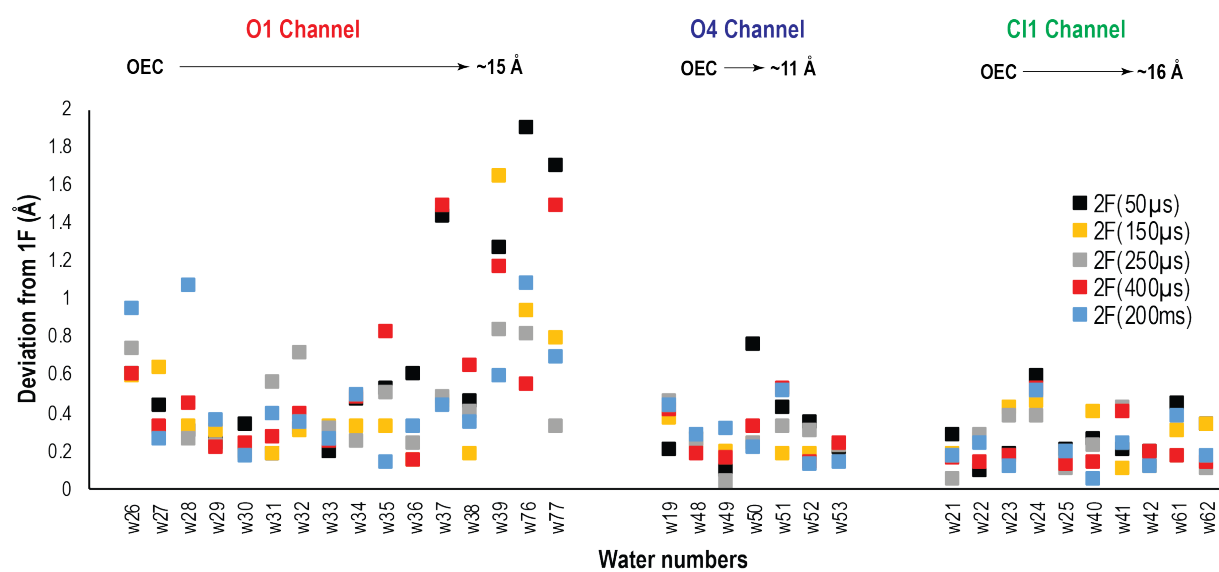 O1 Channel
O4 Channel
Cl1 Channel
OEC ~15 Å
OEC ~11 Å
OEC ~16 Å
Deviation from 1F (Å)
2
1.8
1.6
1.4
1.2
1
0.8
0.6
0.4
0.2
0
2F(50µs)
2F(150µs)
2F(250µs)
2F(400µs)
2F(200ms)
w26 w27 w28 w29 w30 w31 w32 w33 w34 w35 w36 w37 w38 w39 w76 w77
w19 w48 w49 w50 w51 w52 w53
w21 w22 w23 w24 w25 w40 w41 w42 w61 w62
Water numbers